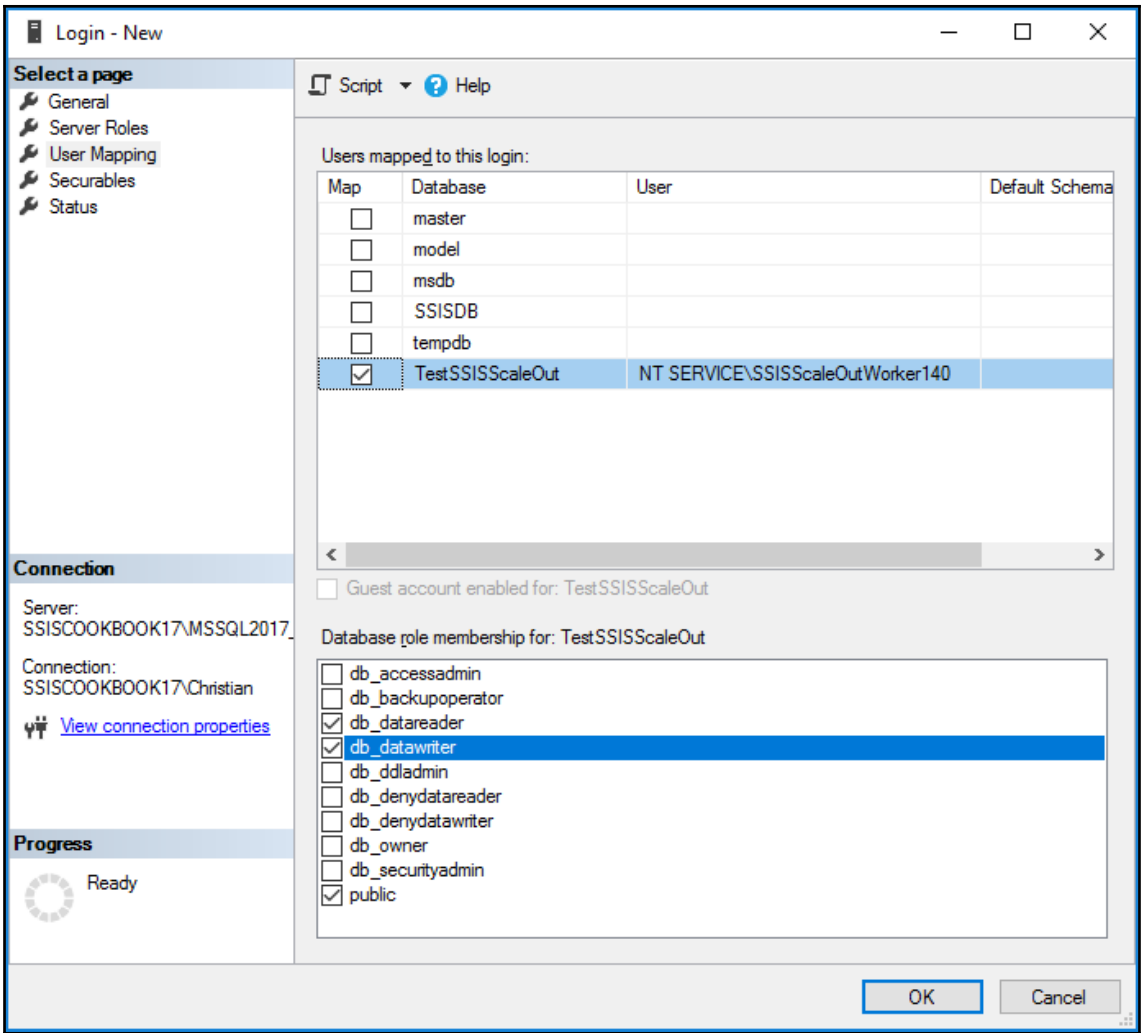 Login - New
Select a page
General
Server Roles
User Mapping
Securables
Status
Script
Help
Users mapped to this login:
Map Database User Default Schema
master
model
msdb
SSISDB
tempdb
TestSSISScaleOut NT SERVICE\SSISScaleOutWorker140
Guest account enabled for: TestSSISScaleOut
Database role membership for: TestSSISScaleOut
db_accessadmin
db_backupoperator
db_datareader
db_datawriter
db_ddladmin
db_denydatareader
db_denydatawriter
db_owner
db_securityadmin
public
Connection
Server:
SSISCOOKBOOK17\MSSQL2017_
Connection:
SSISCOOKBOOK17\Christian
View connection properties
Progress
Ready
OK
Cancel